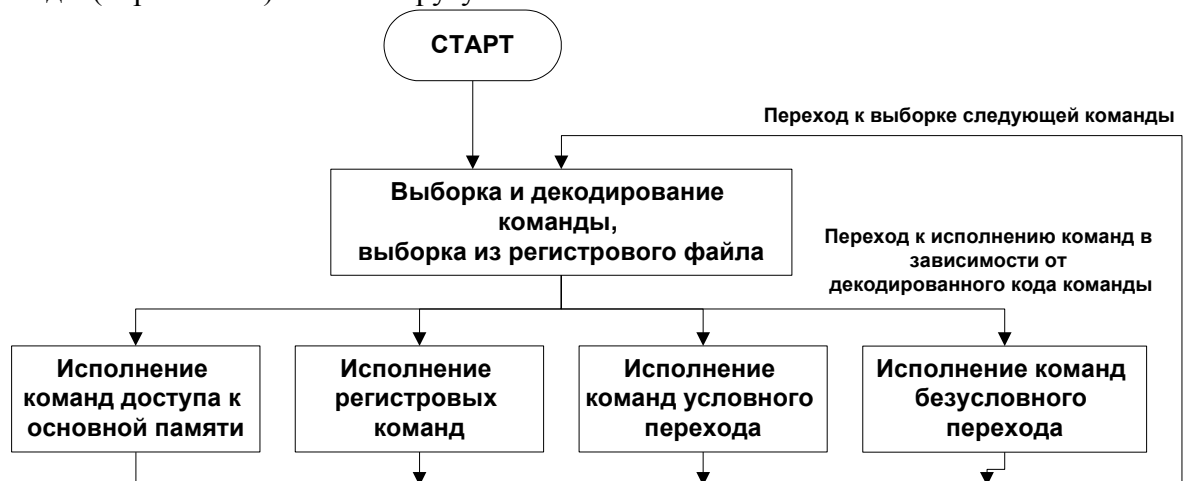 СТАРТ
Переход к выборке следующей команды
Выборка и декодирование
команды,
выборка из регистрового файла
Переход к исполнению команд в
зависимости от
декодированного кода команды
Исполнение
команд доступа к
основной памяти
Исполнение
регистровых
команд
Исполнение
команд условного
перехода
Исполнение команд
безусловного
перехода